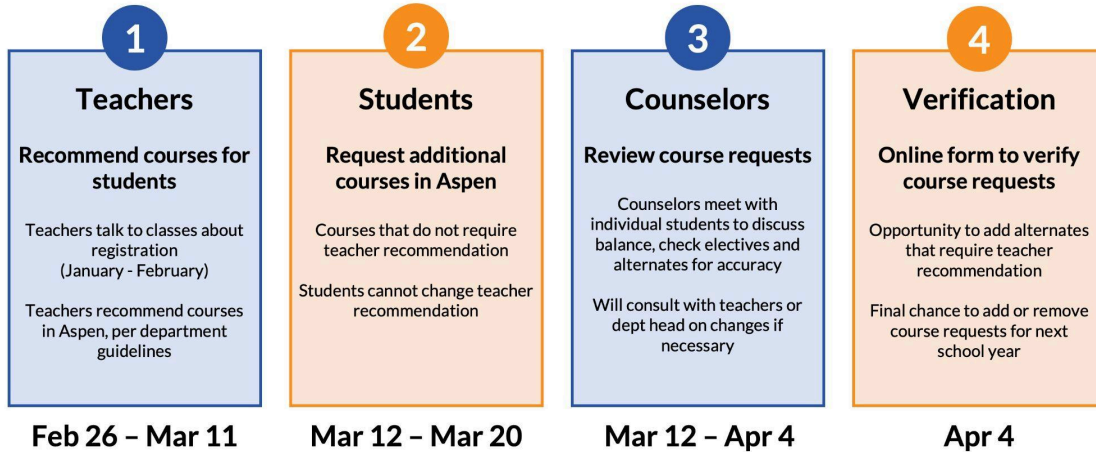 1
Teachers
Recommend courses for
students
Teachers talk to classes about
registration
(January - February)
Teachers recommend courses
in Aspen, per department
guidelines
Feb 26 – Mar 11
2
Students
Request additional
courses in Aspen
Courses that do not require
teacher recommendation
Students cannot change teacher
recommendation
Mar 12 – Mar 20
3
Counselors
Review course requests
Counselors meet with
individual students to discuss
balance, check electives and
alternates for accuracy
Will consult with teachers or
dept head on changes if
necessary
Mar 12 – Apr 4
4
Verification
Online form to verify
course requests
Opportunity to add alternates
that require teacher
recommendation
Final chance to add or remove
course requests for next
school year
Apr 4